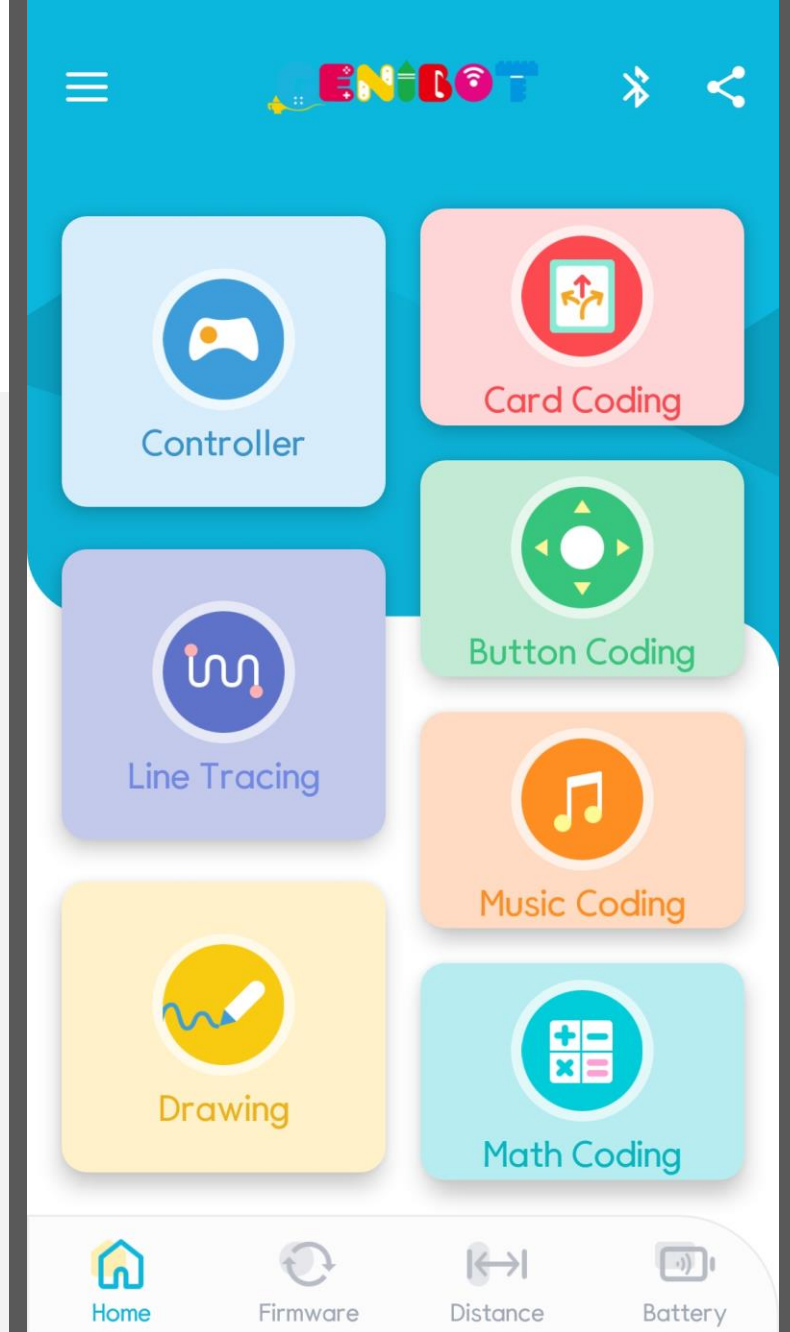 GENIBOT
Controller
Card Coding
Button Coding
Line Tracing
Music Coding
Drawing
Math Coding
Home
Firmware
Distance
Battery